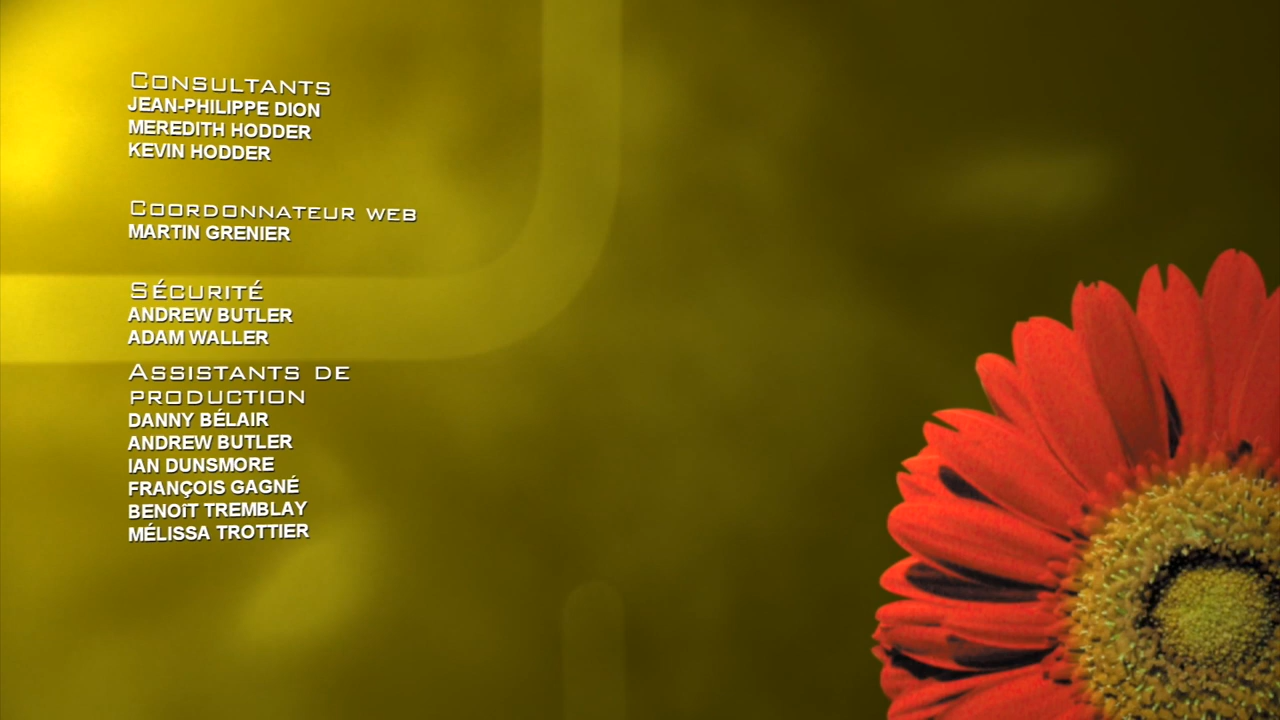 Consultants
JEAN-PHILIPPE DION
MEREDITH HODDER
KEVIN HODDER
Coordonnateur web
MARTIN GRENIER
Sécurité
ANDREW BUTLER
ADAM WALLER
Assistants de
production
DANNY BÉLAIR
ANDREW BUTLER
IAN DUNSMORE
FRANÇOIS GAGNÉ
BENOîT TREMBLAY
MÉLISSA TROTTIER